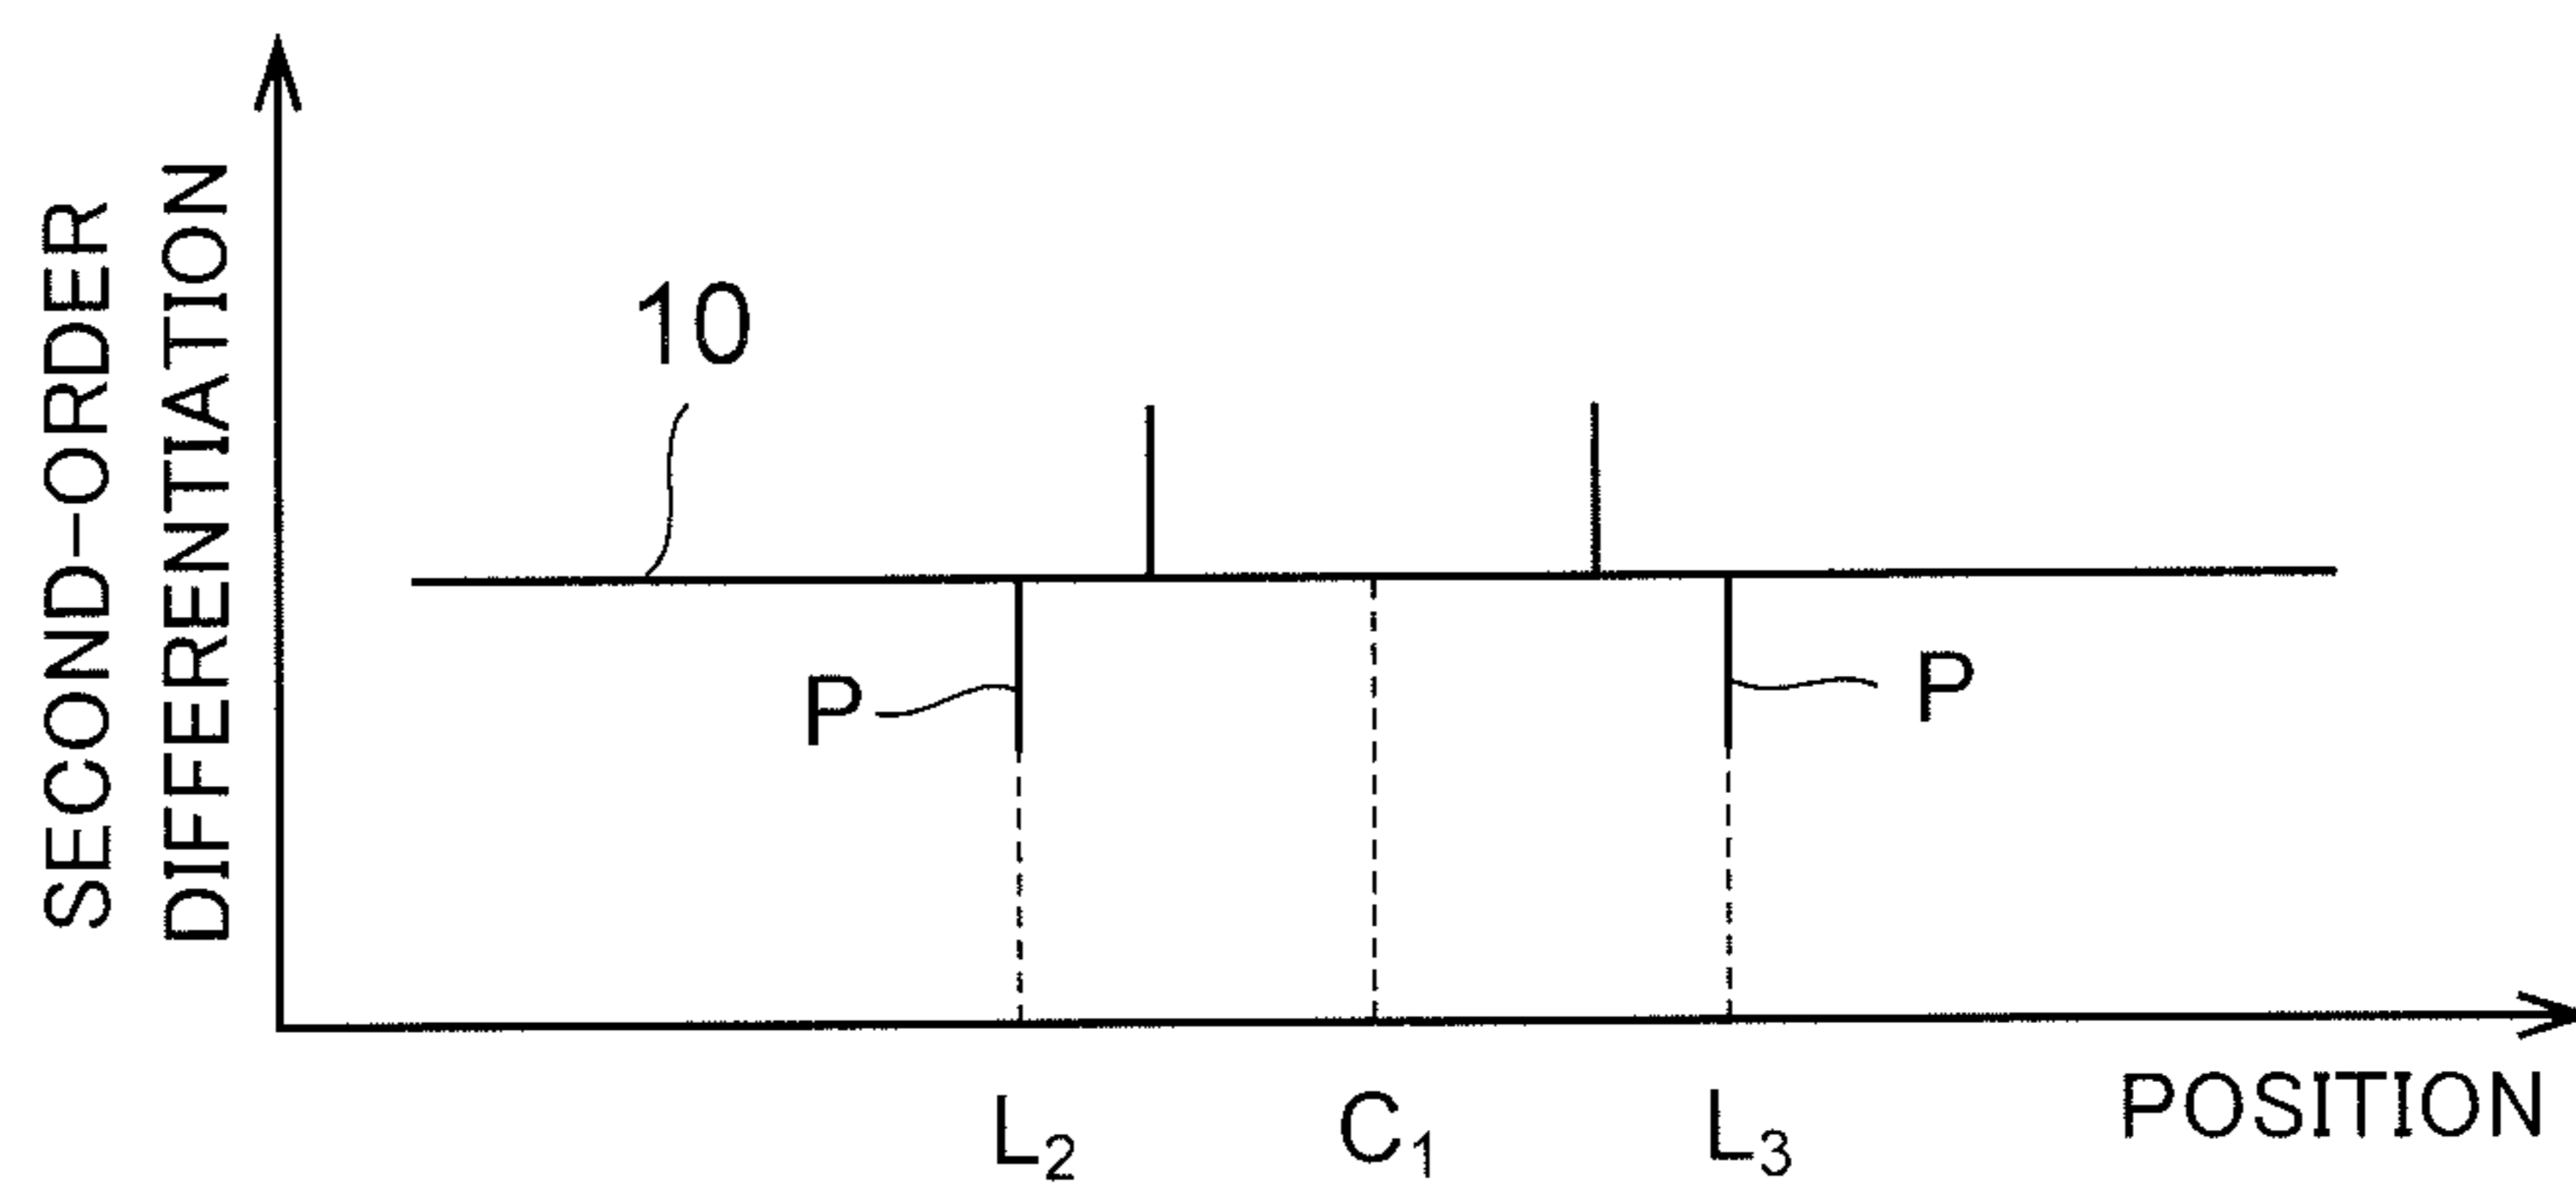 SECOND-ORDER
DIFFERENTIATION
10
P
P
L₂
C₁
L₃
POSITION